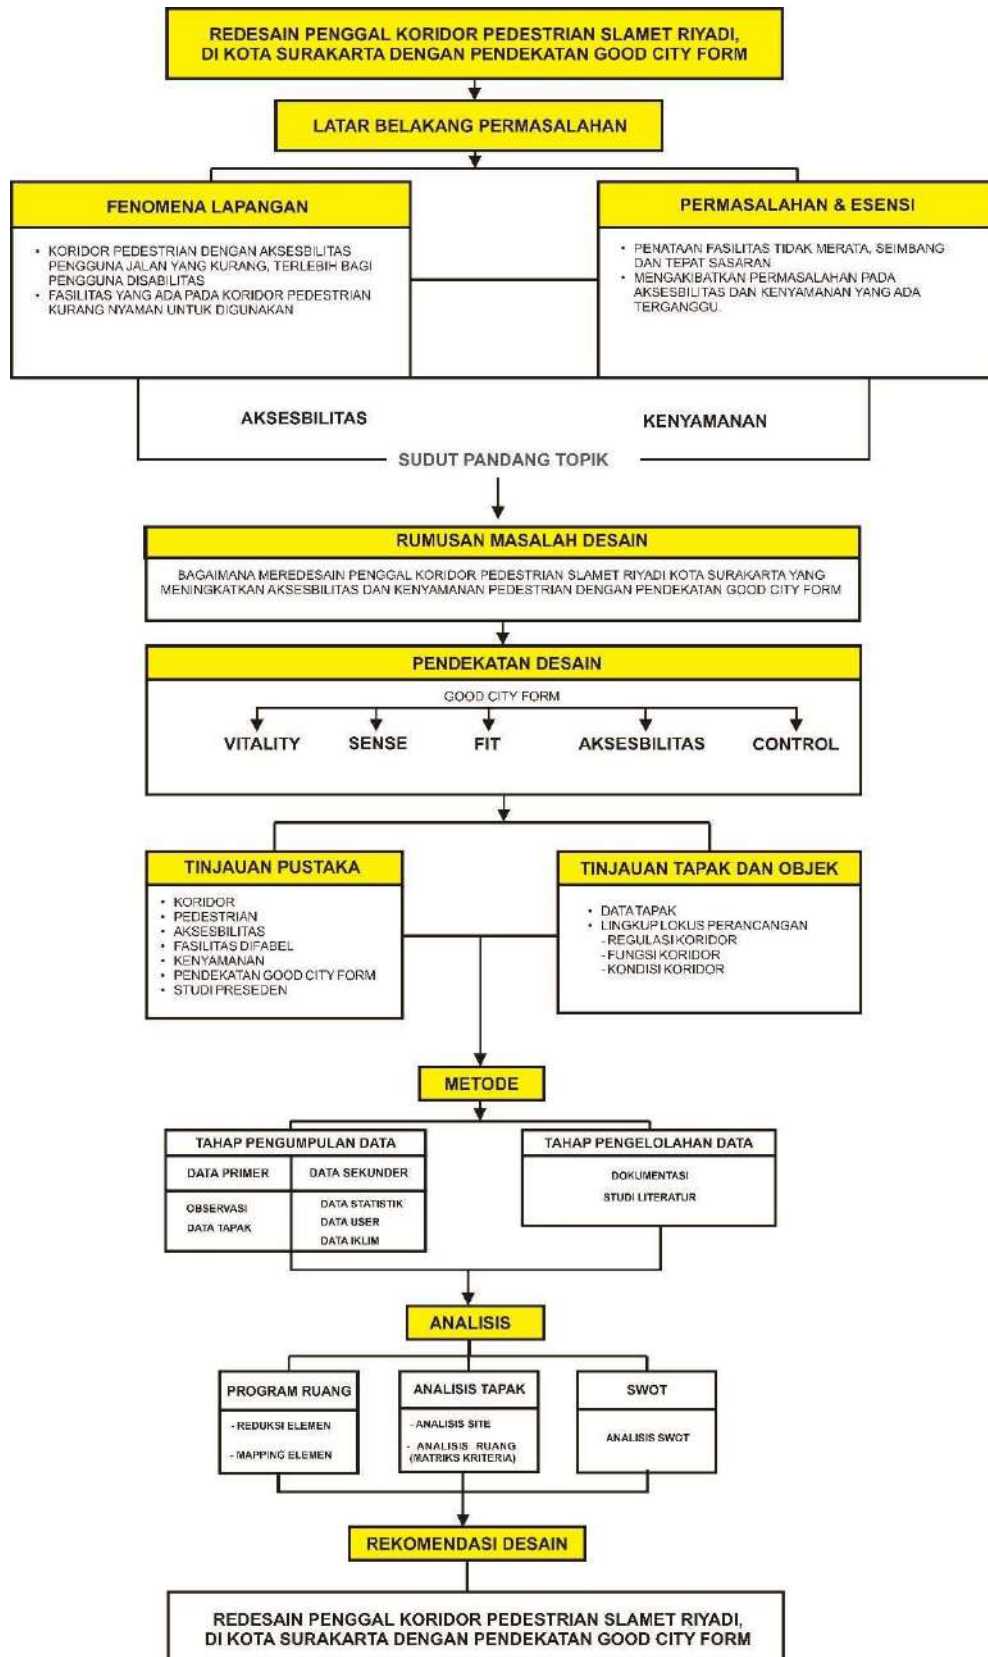 REDESAIN PENGGAL KORIDOR PEDESTRIAN SLAMET RIYADI,
DI KOTA SURAKARTA DENGAN PENDEKATAN GOOD CITY FORM
LATAR BELAKANG PERMASALAHAN
FENOMENA LAPANGAN
• KORIDOR PEDESTRIAN DENGAN AKSESBILITAS
PENGGUNA JALAN YANG KURANG, TERLEBIH BAGI
PENGGUNA DISABILITAS
• FASILITAS YANG ADA PADA KORIDOR PEDESTRIAN
KURANG NYAMAN UNTUK DIGUNAKAN
PERMASALAHAN & ESENSI
• PENATAAN FASILITAS TIDAK MERATA, SEIMBANG
DAN TEPAT SASARAN
• MENGAKIBATKAN PERMASALAHAN PADA
AKSESBILITAS DAN KENYAMANAN YANG ADA
TERGANGGU.
AKSESBILITAS
KENYAMANAN
SUDUT PANDANG TOPIK
RUMUSAN MASALAH DESAIN
BAGAIMANA MEREDESAIN PENGGAL KORIDOR PEDESTRIAN SLAMET RIYADI KOTA SURAKARTA YANG
MENINGKATKAN AKSESBILITAS DAN KENYAMANAN PEDESTRIAN DENGAN PENDEKATAN GOOD CITY FORM
PENDEKATAN DESAIN
GOOD CITY FORM
VITALITY
SENSE
FIT
AKSESBILITAS
CONTROL
TINJAUAN PUSTAKA
• KORIDOR
• PEDESTRIAN
• AKSESBILITAS
• FASILITAS DIFABEL
• KENYAMANAN
• PENDEKATAN GOOD CITY FORM
• STUDI PRESEDEN
TINJAUAN TAPAK DAN OBJEK
• DATA TAPAK
• LINGKUP LOKUS PERANCANGAN
- REGULASI KORIDOR
- FUNGSI KORIDOR
- KONDISI KORIDOR
METODE
TAHAP PENGUMPULAN DATA
DATA PRIMER
OBSERVASI
DATA TAPAK
DATA SEKUNDER
DATA STATISTIK
DATA USER
DATA IKLIM
TAHAP PENGELOLAHAN DATA
DOKUMENTASI
STUDI LITERATUR
ANALISIS
PROGRAM RUANG
- REDUKSI ELEMEN
- MAPPING ELEMEN
ANALISIS TAPAK
- ANALISIS SITE
- ANALISIS RUANG
(MATRIKS KRITERIA)
SWOT
ANALISIS SWOT
REKOMENDASI DESAIN
REDESAIN PENGGAL KORIDOR PEDESTRIAN SLAMET RIYADI,
DI KOTA SURAKARTA DENGAN PENDEKATAN GOOD CITY FORM